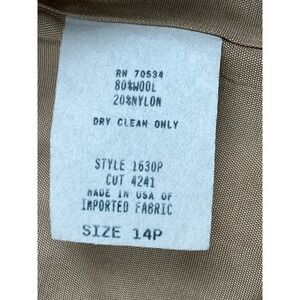 RN 70534
80%WOOL
20%NYLON
DRY CLEAN ONLY
STYLE 1630P
CUT 4241
MADE IN USA OF
IMPORTED FABRIC
SIZE 14P